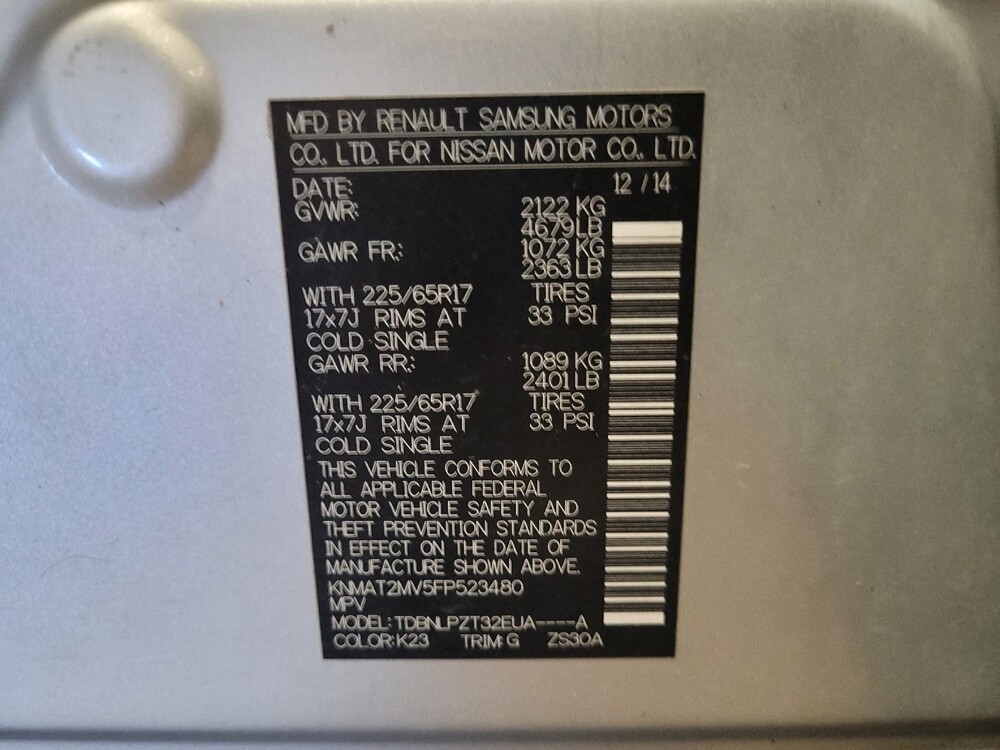 MFD BY RENAULT SAMSUNG MOTORS
CO., LTD. FOR NISSAN MOTOR CO., LTD.
DATE: 12 / 14
GVWR: 2122 KG
4679 LB
GAWR FR.: 1072 KG
2363 LB
WITH 225/65R17 TIRES
17x7J RIMS AT 33 PSI
COLD SINGLE
GAWR RR.: 1089 KG
2401 LB
WITH 225/65R17 TIRES
17x7J RIMS AT 33 PSI
COLD SINGLE
THIS VEHICLE CONFORMS TO
ALL APPLICABLE FEDERAL
MOTOR VEHICLE SAFETY AND
THEFT PREVENTION STANDARDS
IN EFFECT ON THE DATE OF
MANUFACTURE SHOWN ABOVE.
KNMAT2MV5FP523480
MPV
MODEL: TDBNLPZT32EUA----A
COLOR: K23 TRIM: G ZS30A